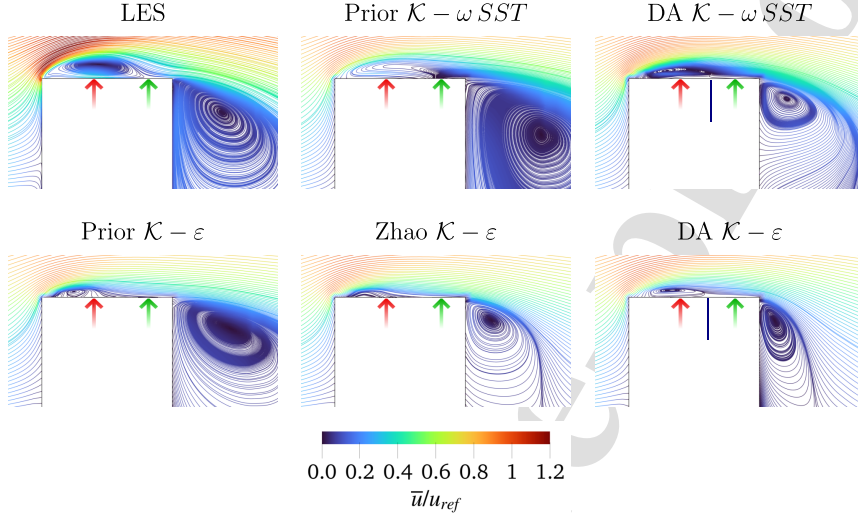 LES
Prior 𝒦 − ω SST
DA 𝒦 − ω SST
Prior 𝒦 − ε
Zhao 𝒦 − ε
DA 𝒦 − ε
0.0 0.2 0.4 0.6 0.8 1 1.2
u̅/u_ref